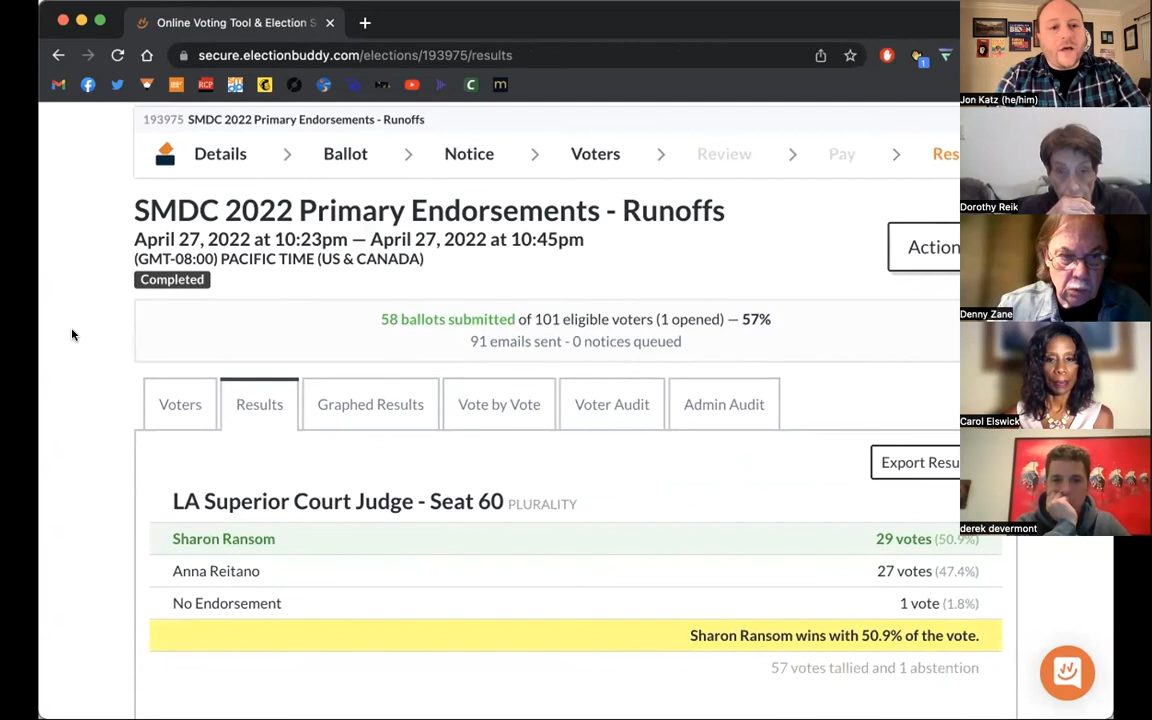 Online Voting Tool & Election S
secure.electionbuddy.com/elections/193975/results
193975 SMDC 2022 Primary Endorsements - Runoffs
Details > Ballot > Notice > Voters > Review > Pay > Res
SMDC 2022 Primary Endorsements - Runoffs
April 27, 2022 at 10:23pm — April 27, 2022 at 10:45pm
(GMT-08:00) PACIFIC TIME (US & CANADA)
Action
Completed
58 ballots submitted of 101 eligible voters (1 opened) — 57%
91 emails sent - 0 notices queued
Voters Results Graphed Results Vote by Vote Voter Audit Admin Audit
Export Resu
LA Superior Court Judge - Seat 60 PLURALITY
Sharon Ransom 29 votes (50.9%)
Anna Reitano 27 votes (47.4%)
No Endorsement 1 vote (1.8%)
Sharon Ransom wins with 50.9% of the vote.
57 votes tallied and 1 abstention
Jon Katz (he/him)
Dorothy Reik
Denny Zane
Carol Elswick
derek devermont